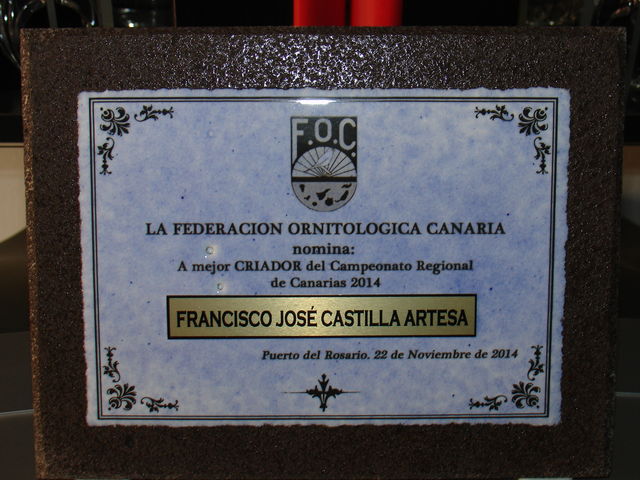 F.O.C.
LA FEDERACION ORNITOLOGICA CANARIA
nomina:
A mejor CRIADOR del Campeonato Regional
de Canarias 2014
FRANCISCO JOSÉ CASTILLA ARTESA
Puerto del Rosario. 22 de Noviembre de 2014